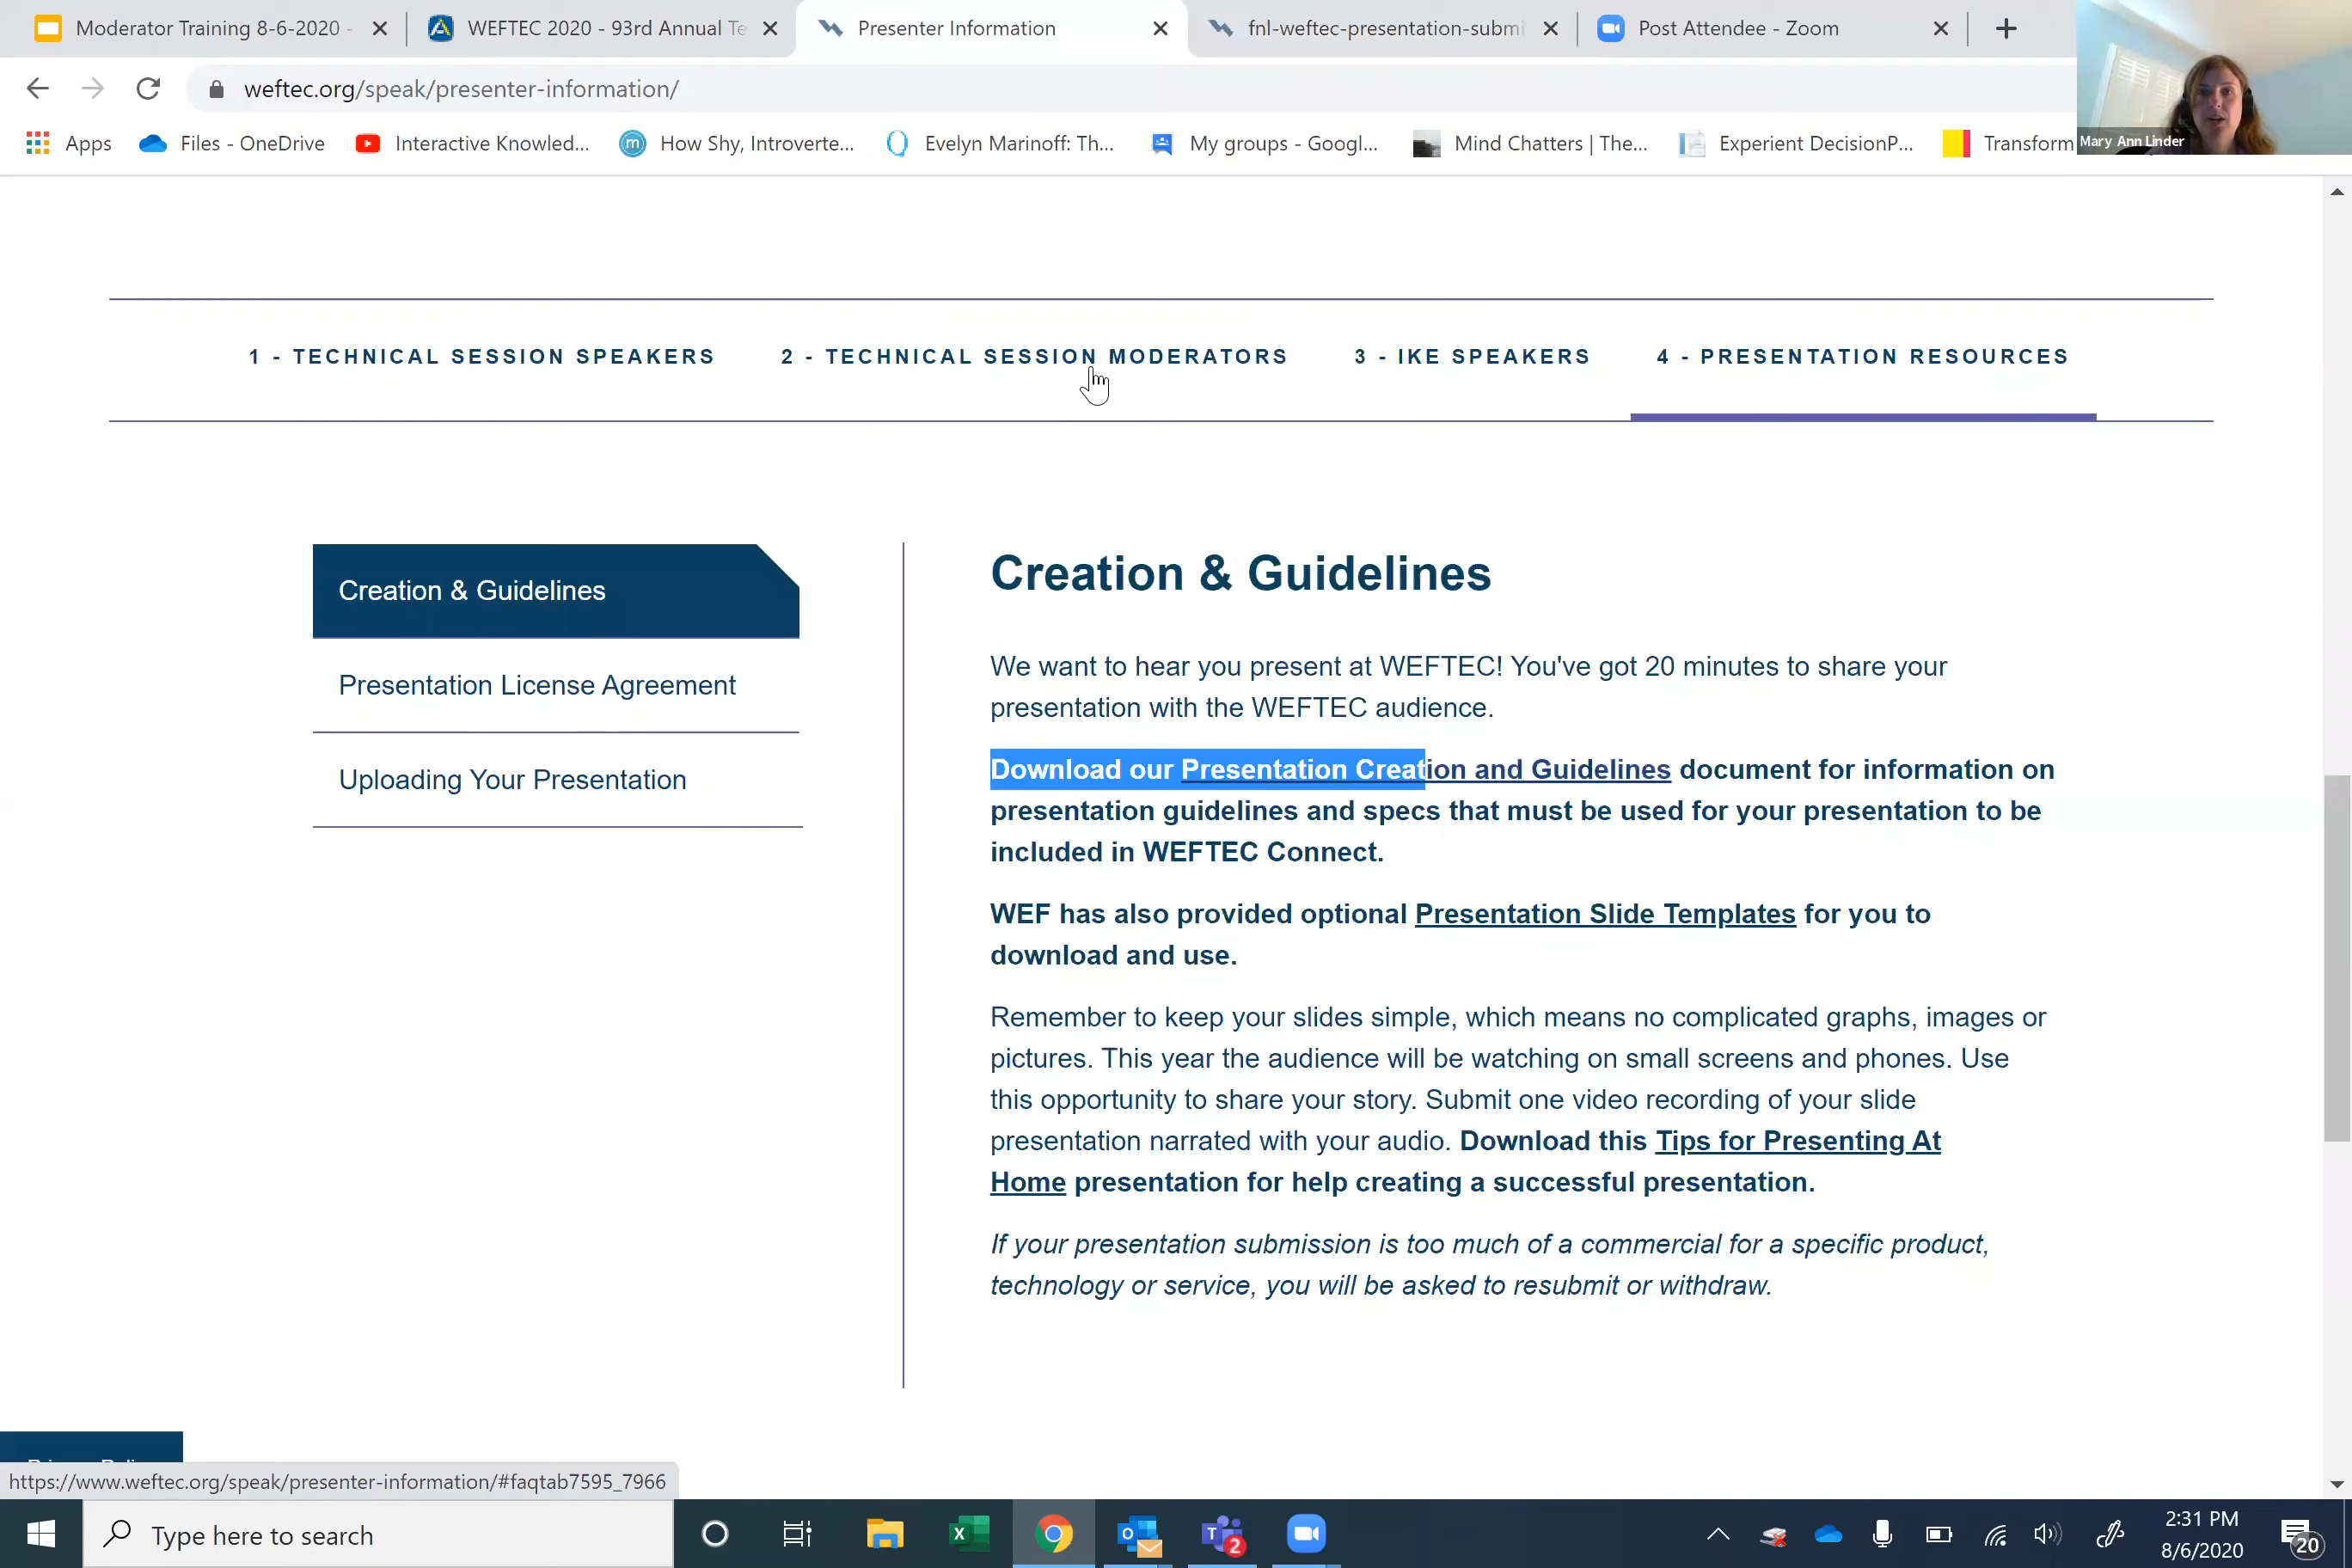 Moderator Training 8-6-2020 -
WEFTEC 2020 - 93rd Annual Te
Presenter Information
fnl-weftec-presentation-submi
Post Attendee - Zoom
weftec.org/speak/presenter-information/
Apps
Files - OneDrive
Interactive Knowled...
How Shy, Introverte...
Evelyn Marinoff: Th...
My groups - Googl...
Mind Chatters | The...
Experient DecisionP...
Transform
Mary Ann Linder
1 - TECHNICAL SESSION SPEAKERS
2 - TECHNICAL SESSION MODERATORS
3 - IKE SPEAKERS
4 - PRESENTATION RESOURCES
Creation & Guidelines
Presentation License Agreement
Uploading Your Presentation
Creation & Guidelines
We want to hear you present at WEFTEC! You've got 20 minutes to share your
presentation with the WEFTEC audience.
Download our Presentation Creation and Guidelines document for information on
presentation guidelines and specs that must be used for your presentation to be
included in WEFTEC Connect.
WEF has also provided optional Presentation Slide Templates for you to
download and use.
Remember to keep your slides simple, which means no complicated graphs, images or
pictures. This year the audience will be watching on small screens and phones. Use
this opportunity to share your story. Submit one video recording of your slide
presentation narrated with your audio. Download this Tips for Presenting At
Home presentation for help creating a successful presentation.
If your presentation submission is too much of a commercial for a specific product,
technology or service, you will be asked to resubmit or withdraw.
https://www.weftec.org/speak/presenter-information/#faqtab7595_7966
Type here to search
2
2:31 PM
8/6/2020
20